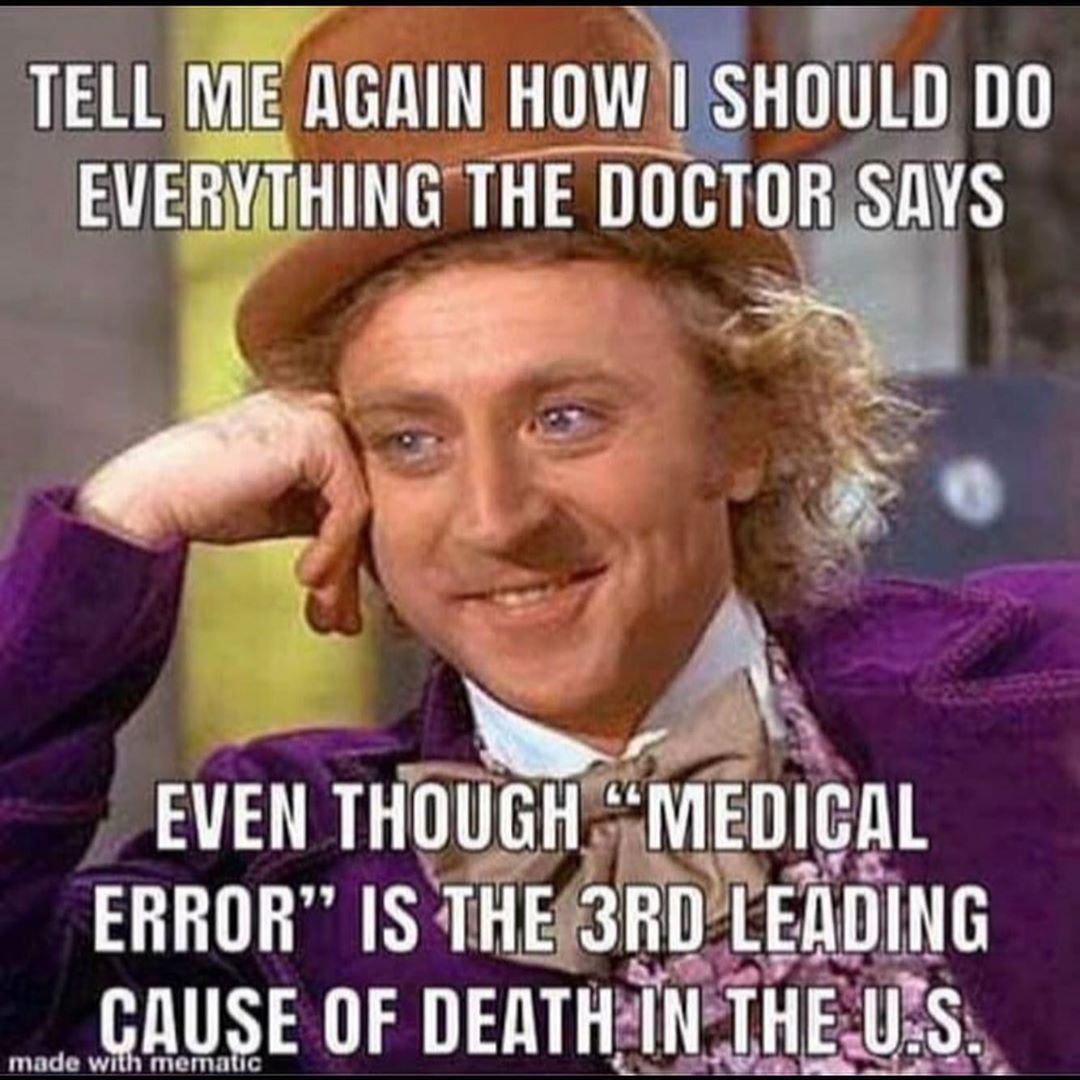 TELL ME AGAIN HOW I SHOULD DO
EVERYTHING THE DOCTOR SAYS
EVEN THOUGH “MEDICAL
ERROR” IS THE 3RD LEADING
CAUSE OF DEATH IN THE U.S.
made with mematic